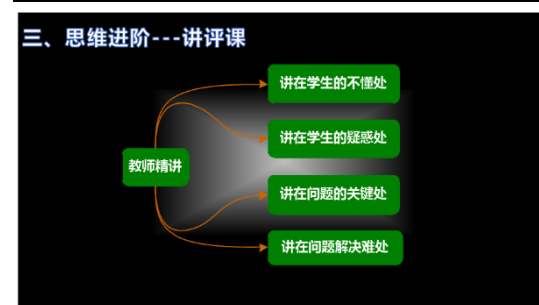 三、思维进阶---讲评课
讲在学生的不懂处
讲在学生的疑惑处
教师精讲
讲在问题的关键处
讲在问题解决难处